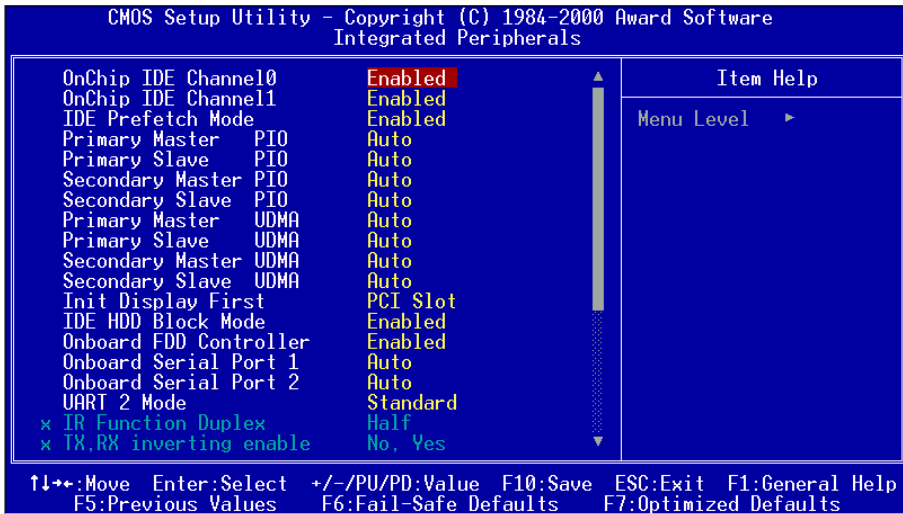 CMOS Setup Utility - Copyright (C) 1984-2000 Award Software
Integrated Peripherals
OnChip IDE Channel0 Enabled
OnChip IDE Channel1 Enabled
IDE Prefetch Mode Enabled
Primary Master PIO Auto
Primary Slave PIO Auto
Secondary Master PIO Auto
Secondary Slave PIO Auto
Primary Master UDMA Auto
Primary Slave UDMA Auto
Secondary Master UDMA Auto
Secondary Slave UDMA Auto
Init Display First PCI Slot
IDE HDD Block Mode Enabled
Onboard FDD Controller Enabled
Onboard Serial Port 1 Auto
Onboard Serial Port 2 Auto
UART 2 Mode Standard
x IR Function Duplex Half
x TX,RX inverting enable No, Yes
Item Help
Menu Level ►
↑↓→←:Move Enter:Select +/-/PU/PD:Value F10:Save ESC:Exit F1:General Help
F5:Previous Values F6:Fail-Safe Defaults F7:Optimized Defaults